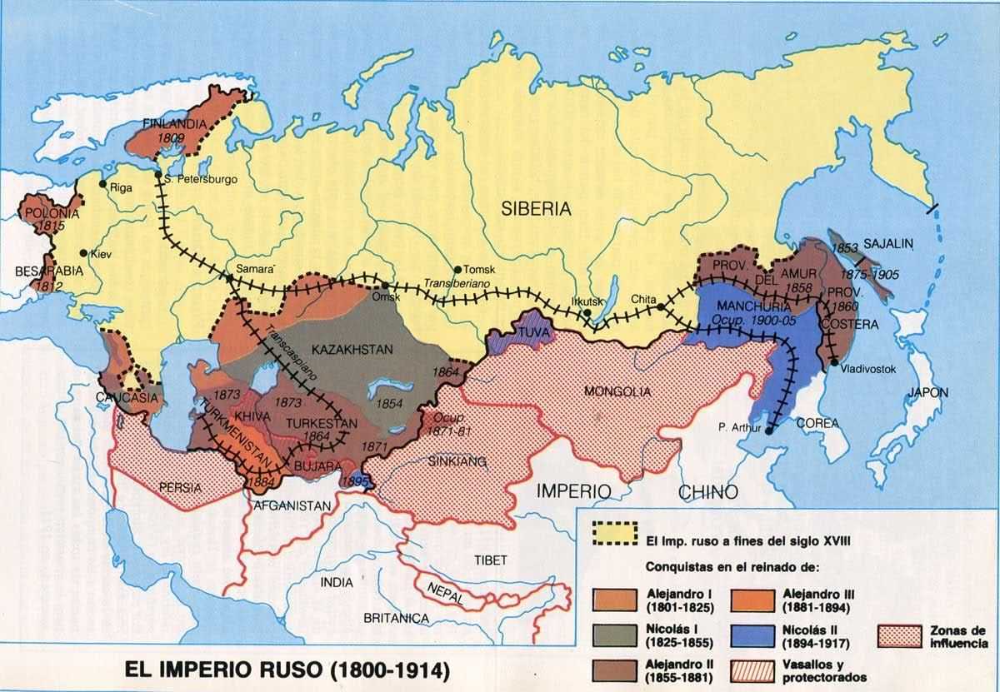 FINLANDIA
1809
S. Petersburgo
Riga
POLONIA
1815
Kiev
BESARABIA
1812
SIBERIA
Samara
Omsk
Tomsk
Transiberiano
Irkutsk
Chita
PROV.
DEL
AMUR
1858
1853
SAJALIN
1875-1905
PROV.
1860
COSTERA
MANCHURIA
Ocup. 1900-05
Vladivostok
JAPON
COREA
P. Arthur
TUVA
MONGOLIA
KAZAKHSTAN
Transcaspiano
1864
1854
CAUCASIA
1873
1873
KHIVA
TURKESTAN
1864
1871
Ocup.
1871-81
TURKMENISTAN
1884
BUJARA
1895
SINKIANG
PERSIA
AFGANISTAN
IMPERIO CHINO
TIBET
NEPAL
INDIA
BRITANICA
El Imp. ruso a fines del siglo XVIII
Conquistas en el reinado de:
Alejandro I
(1801-1825)
Alejandro III
(1881-1894)
Nicolás I
(1825-1855)
Nicolás II
(1894-1917)
Zonas de
influencia
Alejandro II
(1855-1881)
Vasallos y
protectorados
EL IMPERIO RUSO (1800-1914)